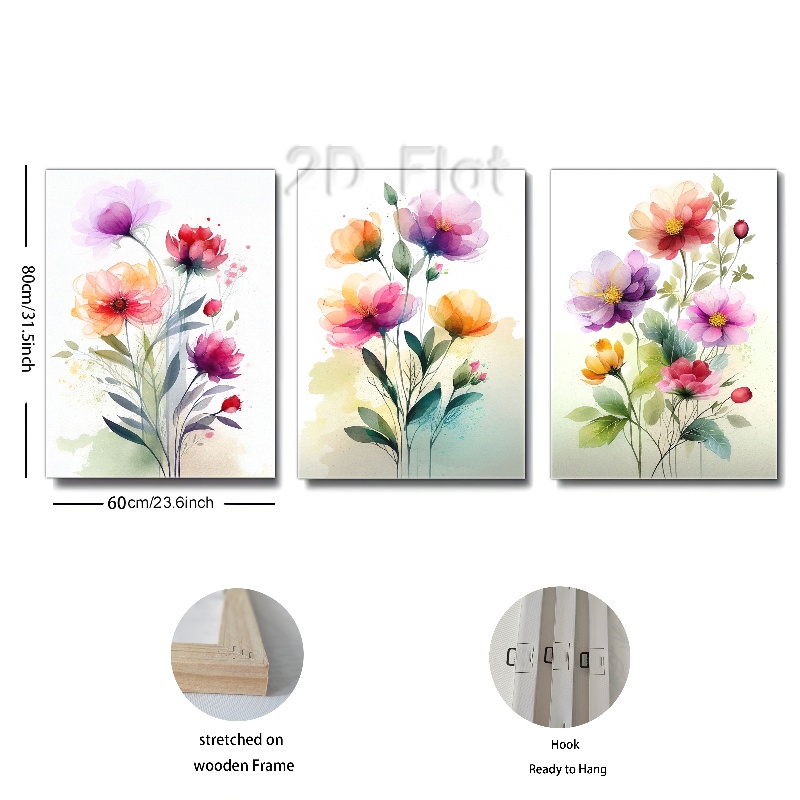 2D Flat
80cm/31.5inch
60cm/23.6inch
stretched on
wooden Frame
Hook
Ready to Hang